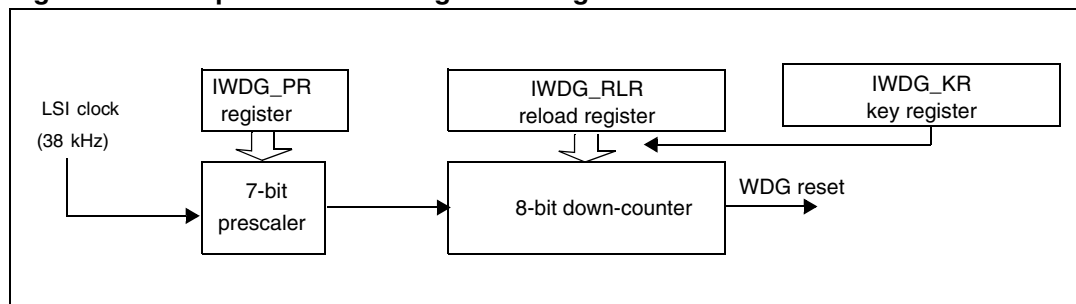 IWDG_PR
register
IWDG_RLR
reload register
IWDG_KR
key register
LSI clock
(38 kHz)
7-bit
prescaler
8-bit down-counter
WDG reset